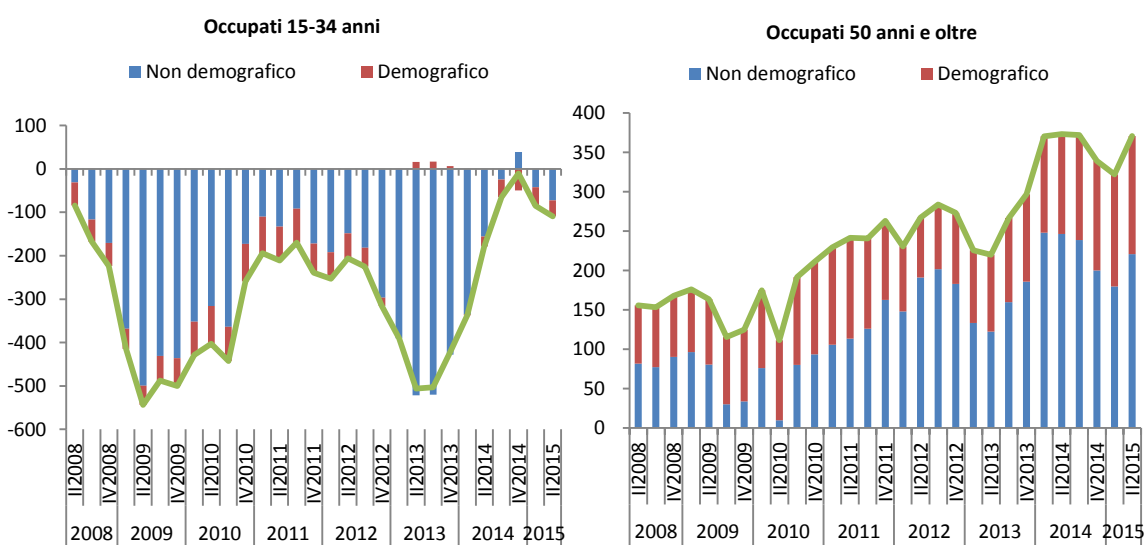 Occupati 15-34 anni
Non demografico
Demografico
100
0
-100
-200
-300
-400
-500
-600
II2008
IV2008
II2009
IV2009
II2010
IV2010
II2011
IV2011
II2012
IV2012
II2013
IV2013
II2014
IV2014
II2015
2008
2009
2010
2011
2012
2013
2014
2015
Occupati 50 anni e oltre
Non demografico
Demografico
400
350
300
250
200
150
100
50
0
II2008
IV2008
II2009
IV2009
II2010
IV2010
II2011
IV2011
II2012
IV2012
II2013
IV2013
II2014
IV2014
II2015
2008
2009
2010
2011
2012
2013
2014
2015